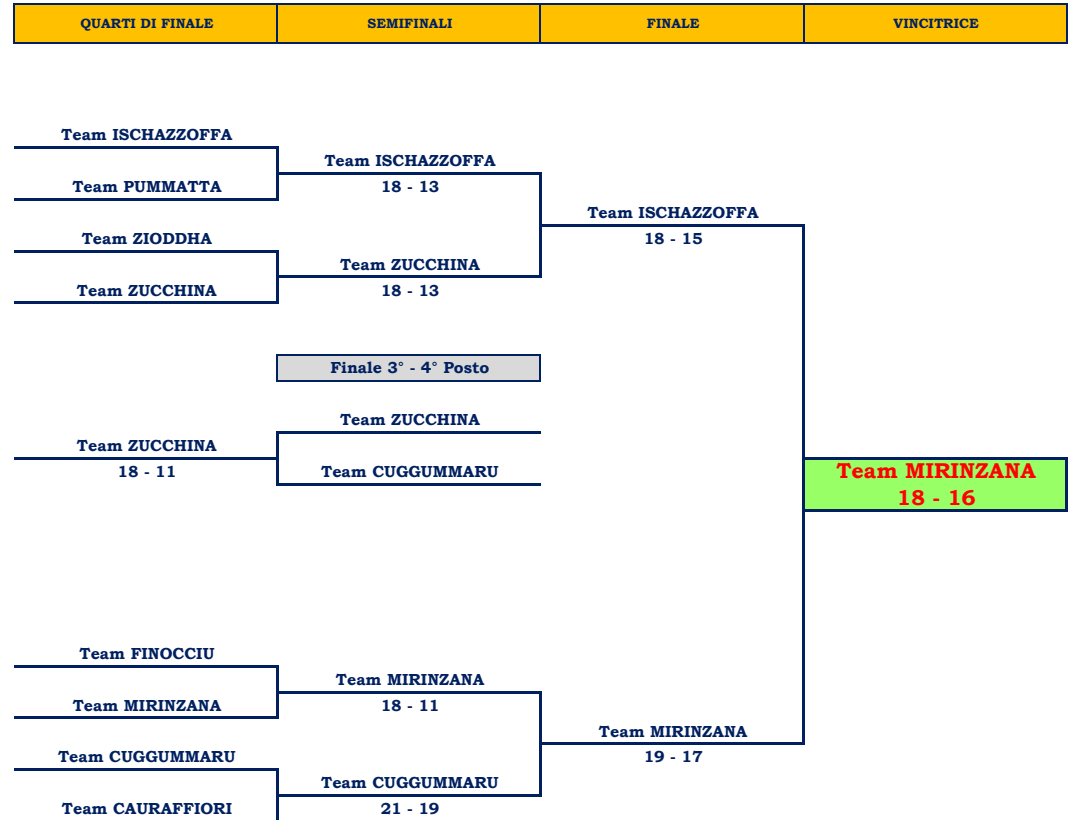 QUARTI DI FINALE
SEMIFINALI
FINALE
VINCITRICE
Team ISCHAZZOFFA
Team ISCHAZZOFFA
Team PUMMATTA
18 - 13
Team ISCHAZZOFFA
Team ZIODDHA
18 - 15
Team ZUCCHINA
Team ZUCCHINA
18 - 13
Finale 3° - 4° Posto
Team ZUCCHINA
Team ZUCCHINA
18 - 11
Team CUGGUMMARU
Team MIRINZANA
18 - 16
Team FINOCCIU
Team MIRINZANA
Team MIRINZANA
18 - 11
Team MIRINZANA
Team CUGGUMMARU
19 - 17
Team CUGGUMMARU
Team CAURAFFIORI
21 - 19